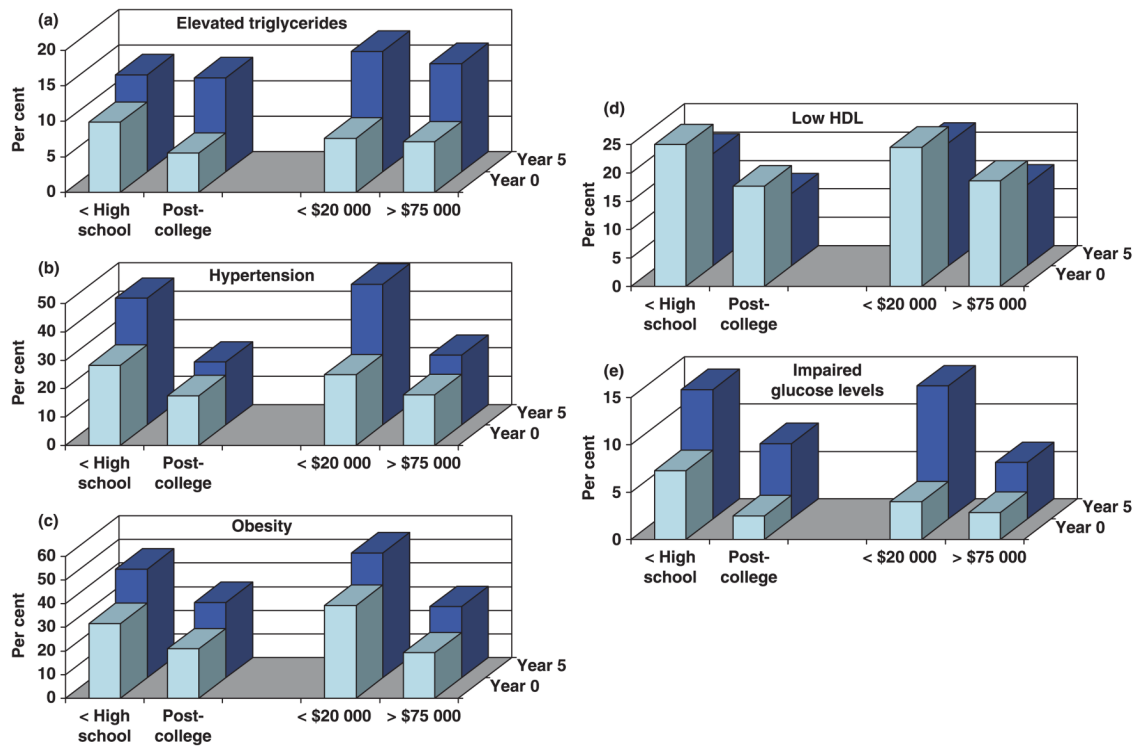 (a)
Elevated triglycerides
Per cent
20
15
10
5
0
Year 5
Year 0
< High school
Post-college
< $20 000
> $75 000
(b)
Hypertension
Per cent
50
40
30
20
10
0
Year 5
Year 0
< High school
Post-college
< $20 000
> $75 000
(c)
Obesity
Per cent
60
50
40
30
20
10
0
Year 5
Year 0
< High school
Post-college
< $20 000
> $75 000
(d)
Low HDL
Per cent
25
20
15
10
5
0
Year 5
Year 0
< High school
Post-college
< $20 000
> $75 000
(e)
Impaired
glucose levels
Per cent
15
10
5
0
Year 5
Year 0
< High school
Post-college
< $20 000
> $75 000